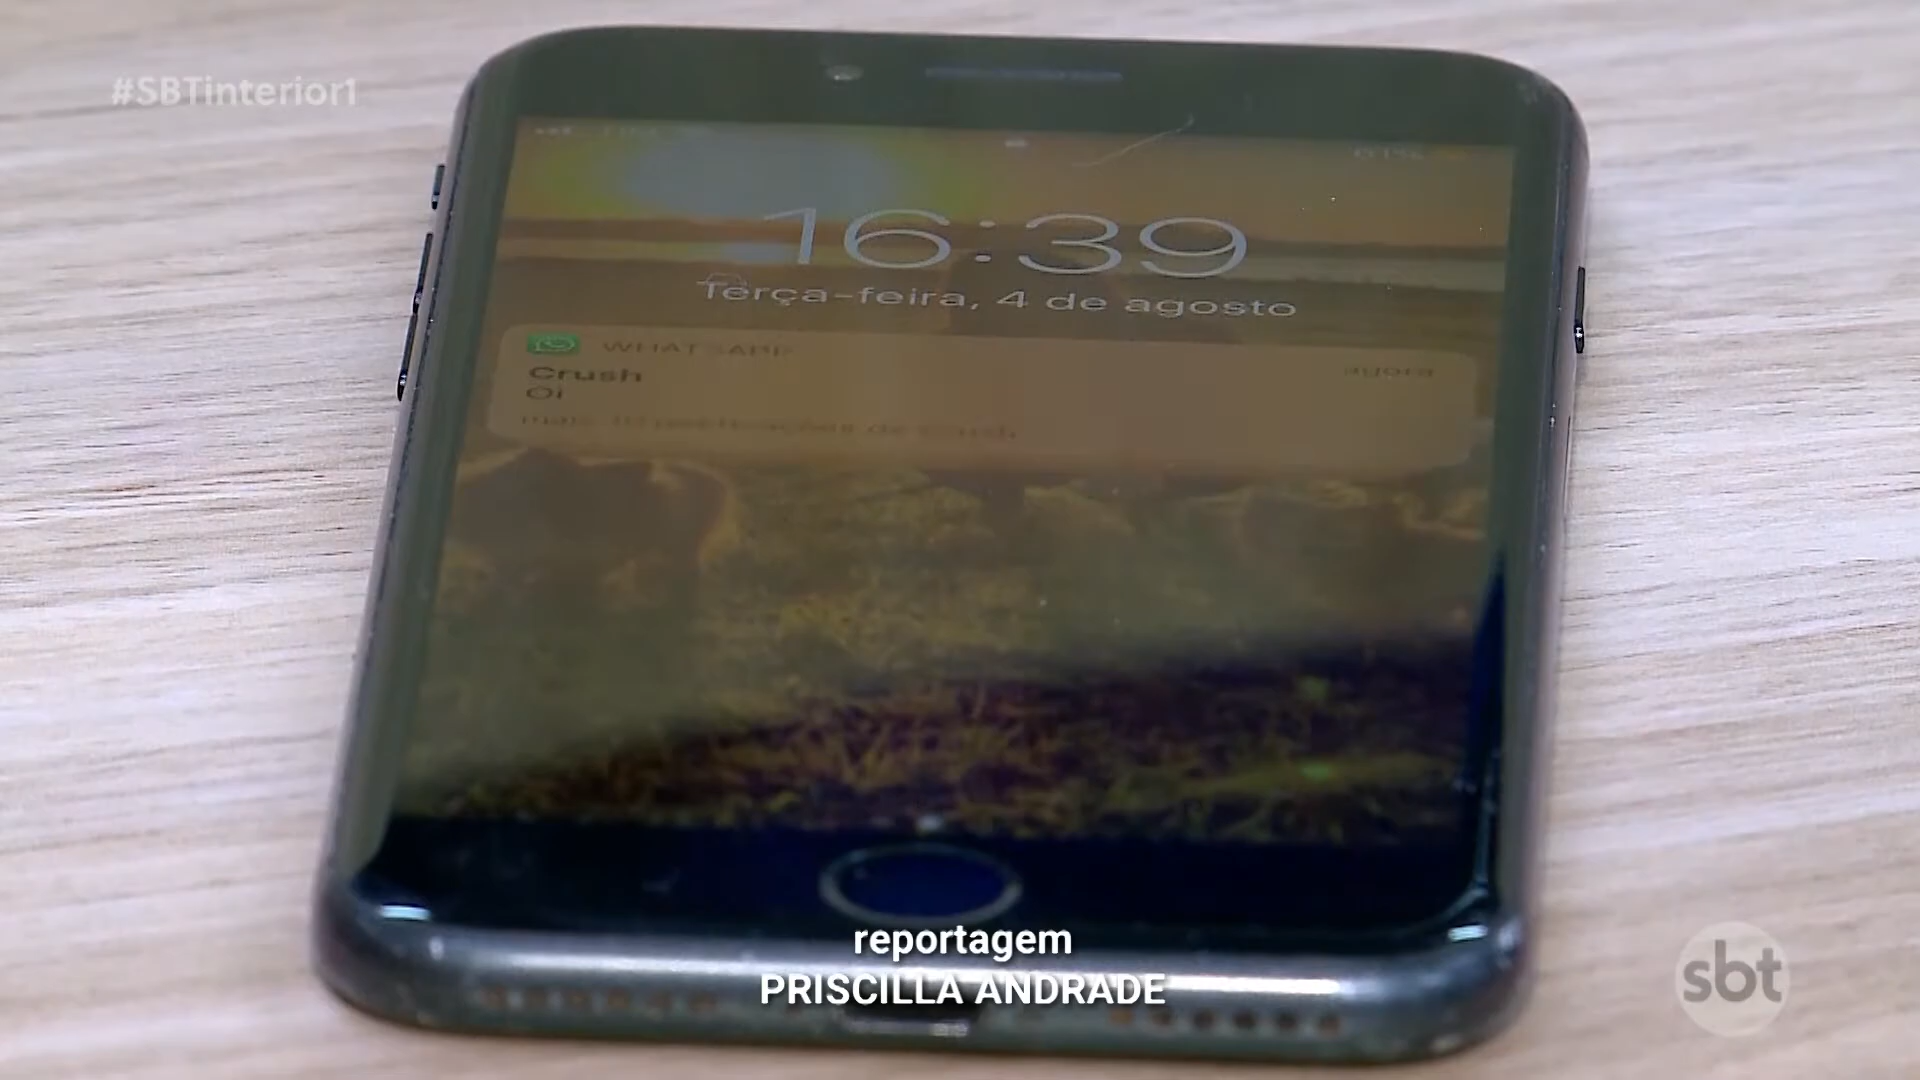 #SBTinterior1
16:39
Terça-feira, 4 de agosto
WHATSAPP
agora
Crush
Oi
reportagem
PRISCILLA ANDRADE
sbt